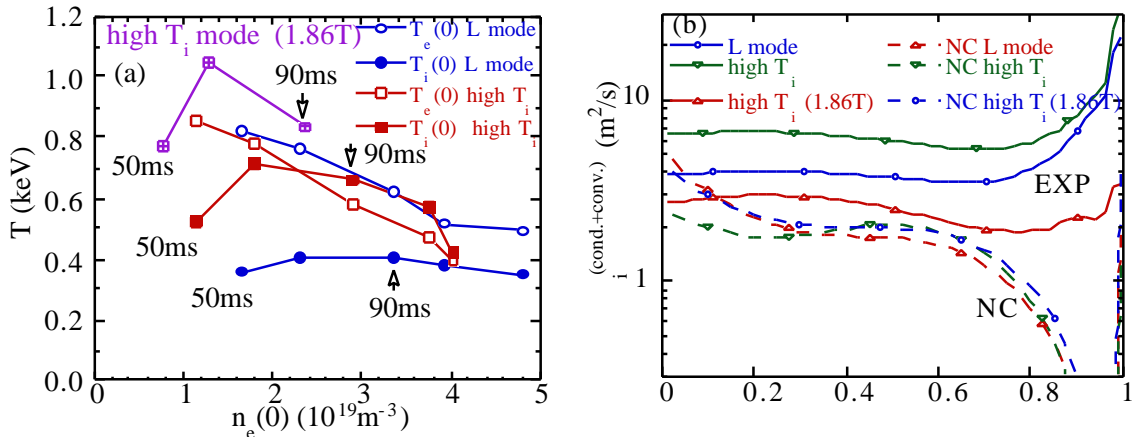 high T_i mode (1.86T)
(a)
T_e(0) L mode
T_i(0) L mode
T_e(0) high T_i
T_i(0) high T_i
90ms
90ms
50ms
50ms
50ms
90ms
1.2
1.0
0.8
0.6
0.4
0.2
0.0
T (keV)
0 1 2 3 4 5
n_e(0) (10^19 m^-3)
(b)
L mode
high T_i
high T_i (1.86T)
NC L mode
NC high T_i
NC high T_i (1.86T)
EXP
NC
10
1
i (cond.+conv.) (m^2/s)
0 0.2 0.4 0.6 0.8 1